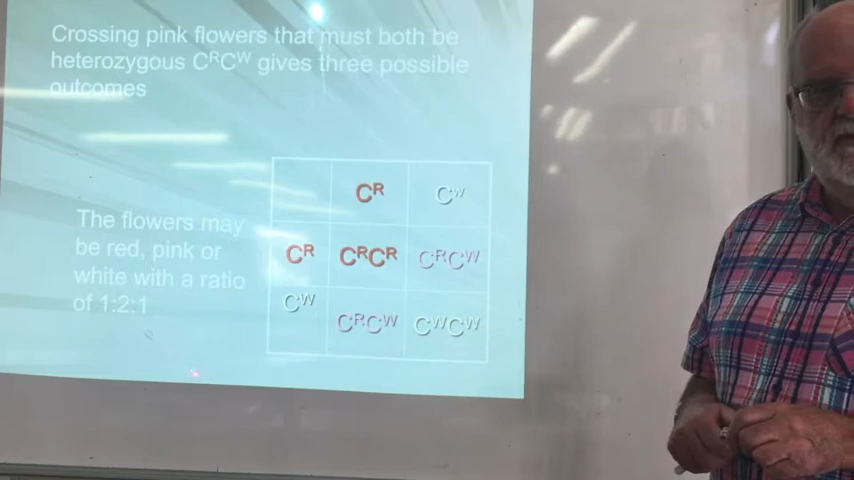 Crossing pink flowers that must both be
heterozygous CᴿCᵂ gives three possible
outcomes
Cᴿ Cᵂ
The flowers may
be red, pink or
white with a ratio
of 1:2:1
Cᴿ CᴿCᴿ CᴿCᵂ
Cᵂ CᴿCᵂ CᵂCᵂ